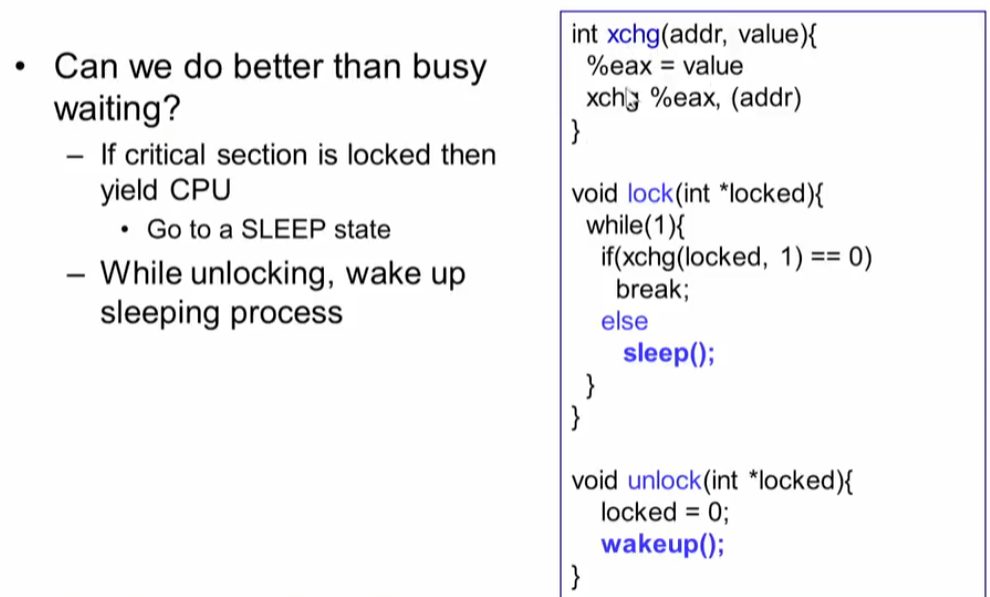 • Can we do better than busy
waiting?
– If critical section is locked then
yield CPU
• Go to a SLEEP state
– While unlocking, wake up
sleeping process
int xchg(addr, value){
%eax = value
xchg %eax, (addr)
}
void lock(int *locked){
while(1){
if(xchg(locked, 1) == 0)
break;
else
sleep();
}
}
void unlock(int *locked){
locked = 0;
wakeup();
}